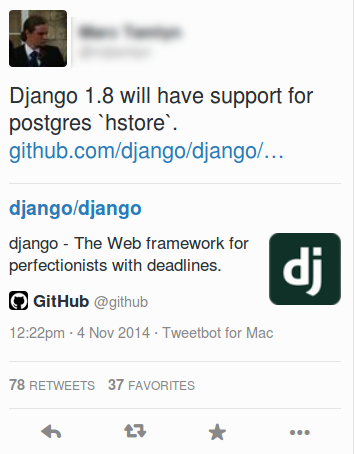 Django 1.8 will have support for
postgres `hstore`.
github.com/django/django/…
django/django
django - The Web framework for
perfectionists with deadlines.
dj
GitHub @github
12:22pm · 4 Nov 2014 · Tweetbot for Mac
78 RETWEETS 37 FAVORITES